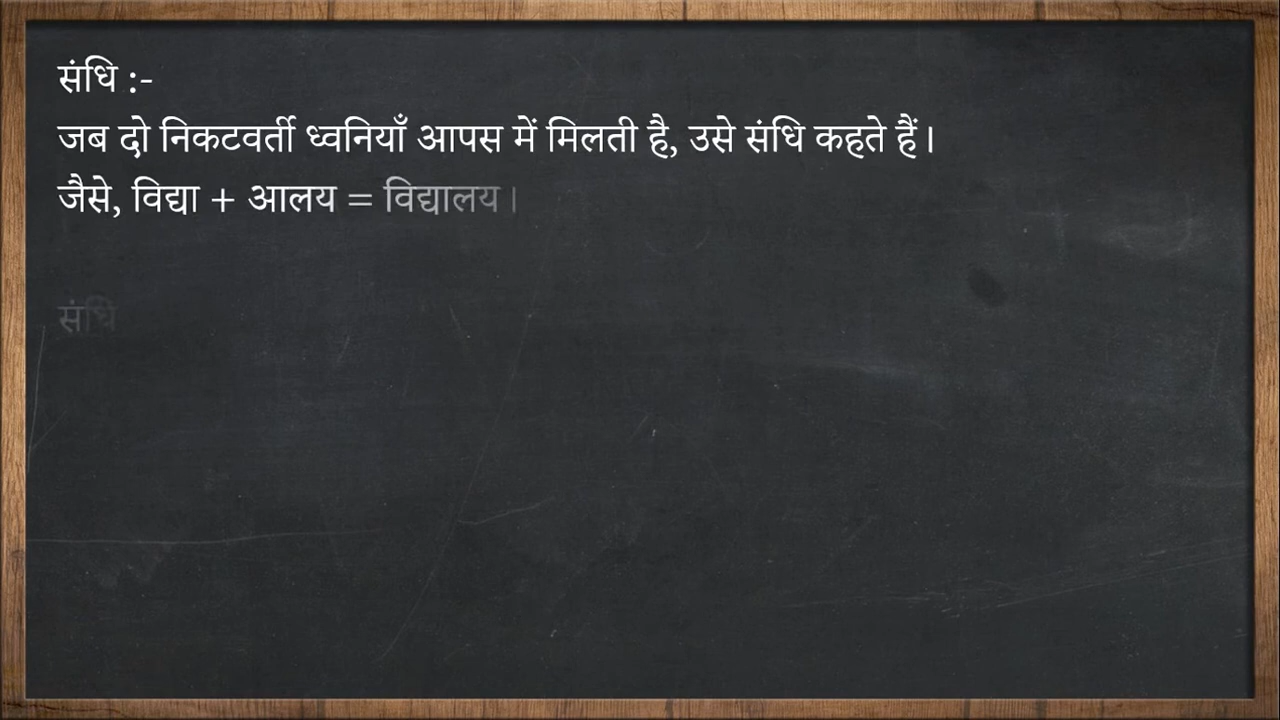 संधि :-
जब दो निकटवर्ती ध्वनियाँ आपस में मिलती है, उसे संधि कहते हैं।
जैसे, विद्या + आलय = विद्यालय।
संधि